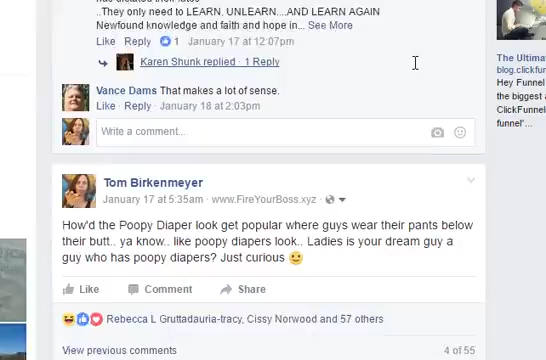 ..They only need to LEARN, UNLEARN....AND LEARN AGAIN
Newfound knowledge and faith and hope in... See More
Like Reply 1 January 17 at 12:07pm
Karen Shunk replied · 1 Reply
Vance Dams That makes a lot of sense.
Like · Reply · January 18 at 2:03pm
Write a comment...
Tom Birkenmeyer
January 17 at 5:35am · www.FireYourBoss.xyz ·
How'd the Poopy Diaper look get popular where guys wear their pants below
their butt.. ya know.. like poopy diapers look.. Ladies is your dream guy a
guy who has poopy diapers? Just curious
Like Comment Share
Rebecca L Gruttadauria-tracy, Cissy Norwood and 57 others
View previous comments 4 of 55
The Ultima
blog.clickfun
Hey Funnel
the biggest a
ClickFunnel
funnel"...